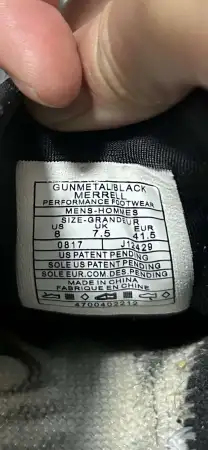 GUNMETAL/BLACK
MERRELL
PERFORMANCE FOOTWEAR
MENS-HOMMES
SIZE-GRANDEUR
US UK EUR
8 7.5 41.5
0817 J12429
US PATENT PENDING
SOLE US PATENT PENDING
SOLE EUR.COM DES.PENDING
MADE IN CHINA
FABRIQUE EN CHINE
4700403212